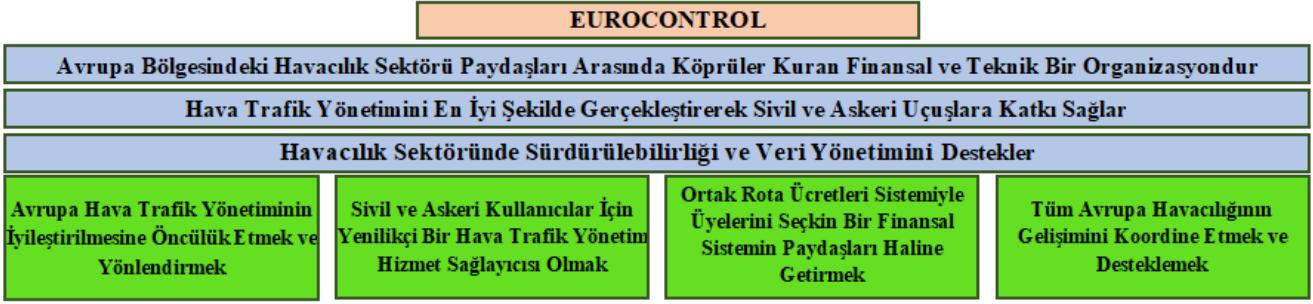 EUROCONTROL
Avrupa Bölgesindeki Havacılık Sektörü Paydaşları Arasında Köprüler Kuran Finansal ve Teknik Bir Organizasyondur
Hava Trafik Yönetimini En İyi Şekilde Gerçekleştirerek Sivil ve Askeri Uçuşlara Katkı Sağlar
Havacılık Sektöründe Sürdürülebilirliği ve Veri Yönetimini Destekler
Avrupa Hava Trafik Yönetiminin
İyileştirilmesine Öncülük Etmek ve
Yönlendirmek
Sivil ve Askeri Kullanıcılar İçin
Yenilikçi Bir Hava Trafik Yönetim
Hizmet Sağlayıcısı Olmak
Ortak Rota Ücretleri Sistemiyle
Üyelerini Seçkin Bir Finansal
Sistemin Paydaşları Haline
Getirmek
Tüm Avrupa Havacılığının
Gelişimini Koordine Etmek ve
Desteklemek